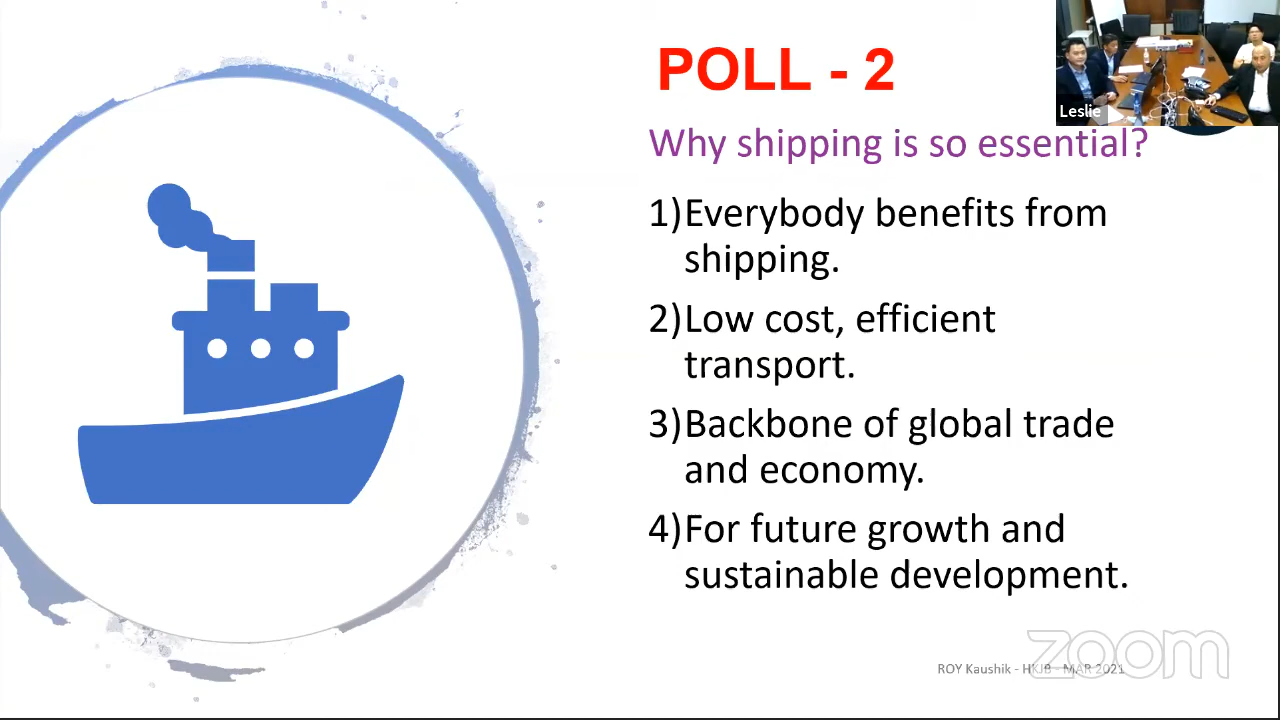 POLL - 2
Leslie
Why shipping is so essential?
1)Everybody benefits from
shipping.
2)Low cost, efficient
transport.
3)Backbone of global trade
and economy.
4)For future growth and
sustainable development.
zoom
ROY Kaushik - HKJB - MAR 2021